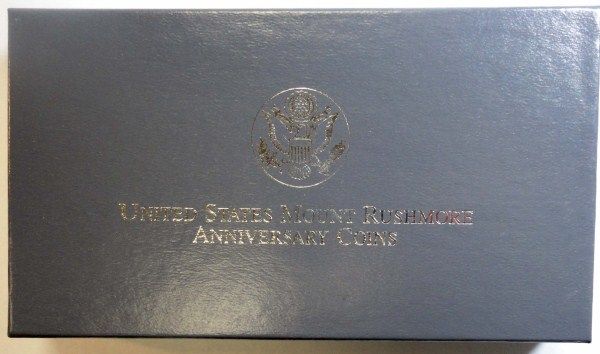 UNITED STATES MOUNT RUSHMORE
ANNIVERSARY COINS